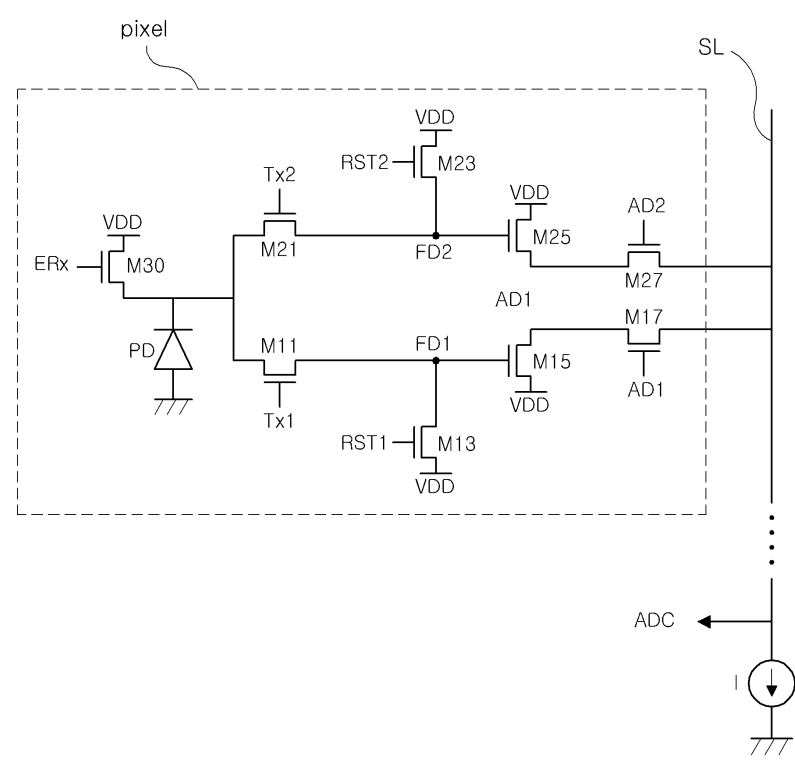 pixel
SL
VDD
RST2
M23
Tx2
VDD
AD2
M25
VDD
M21
FD2
ERx
M30
M27
AD1
M17
M11
FD1
PD
M15
AD1
VDD
Tx1
RST1
M13
VDD
ADC
I